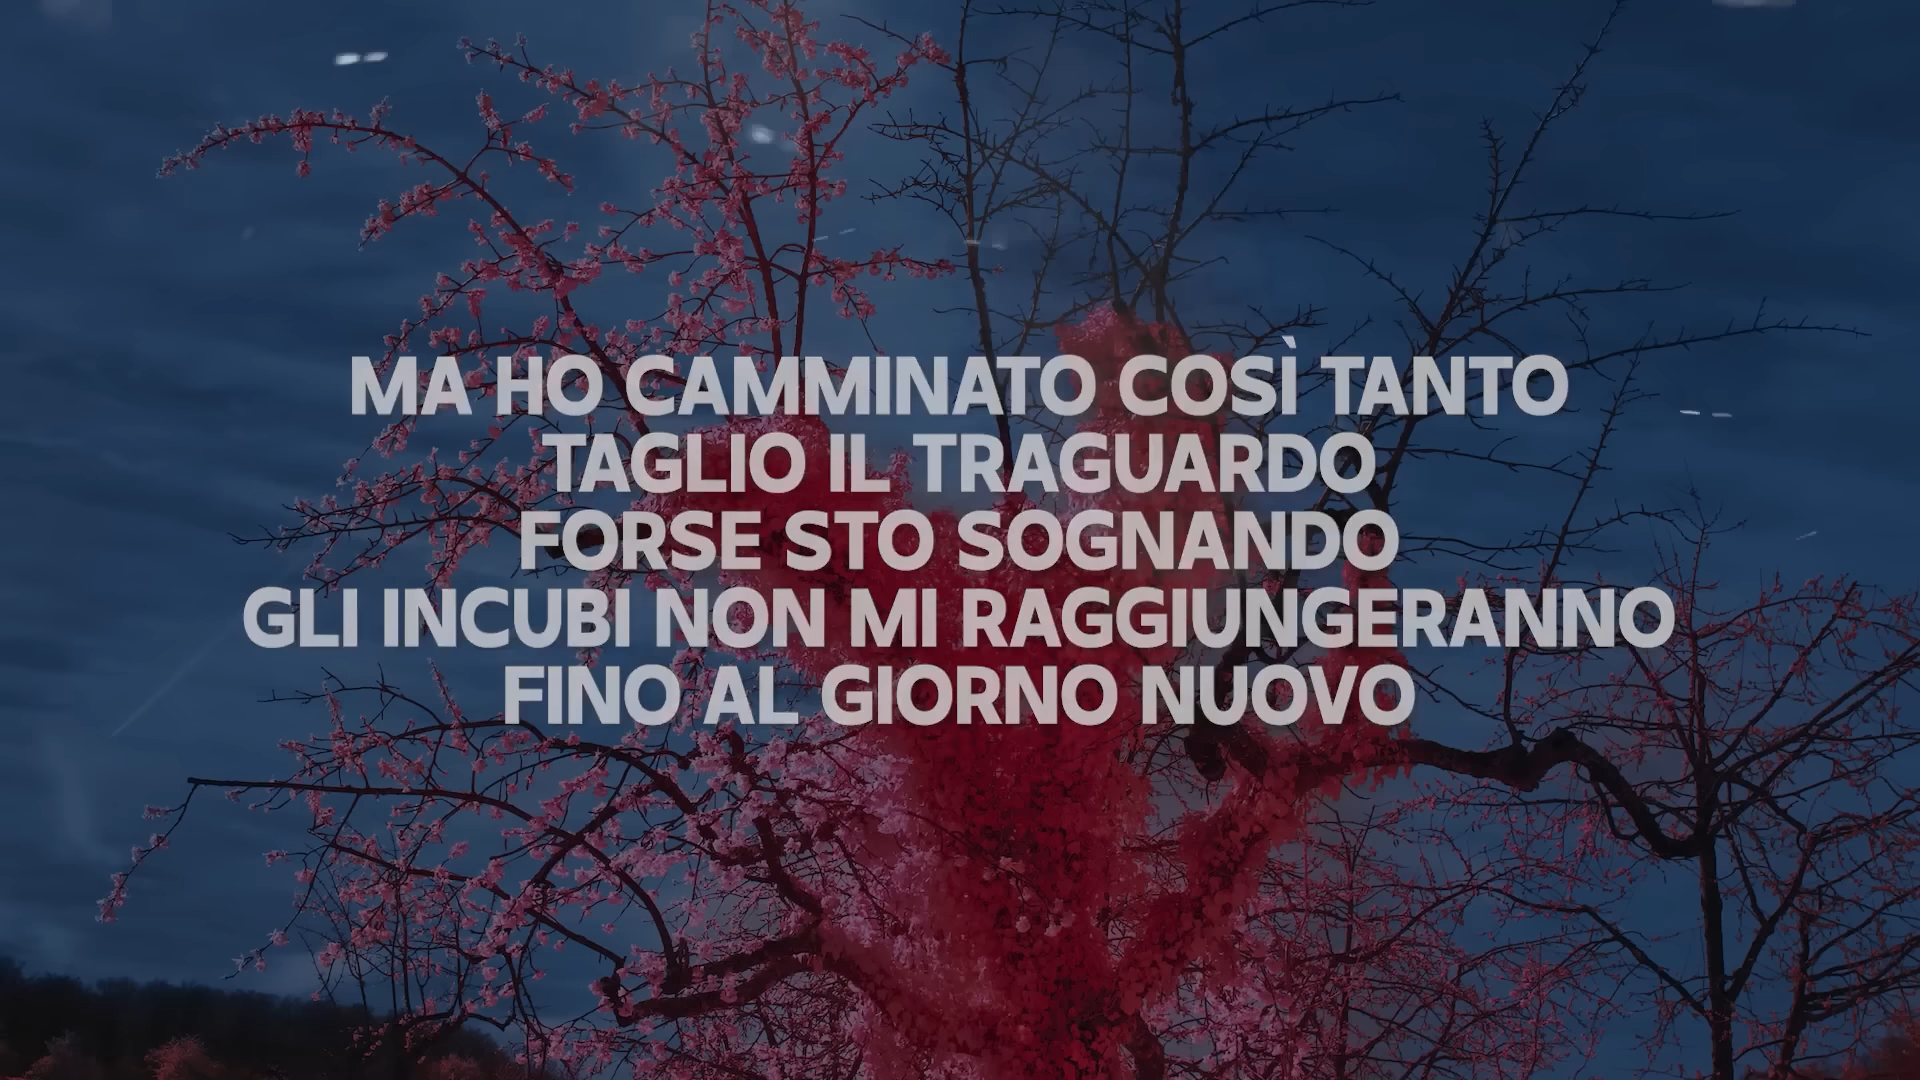 MA HO CAMMINATO COSÌ TANTO
TAGLIO IL TRAGUARDO
FORSE STO SOGNANDO
GLI INCUBI NON MI RAGGIUNGERANNO
FINO AL GIORNO NUOVO